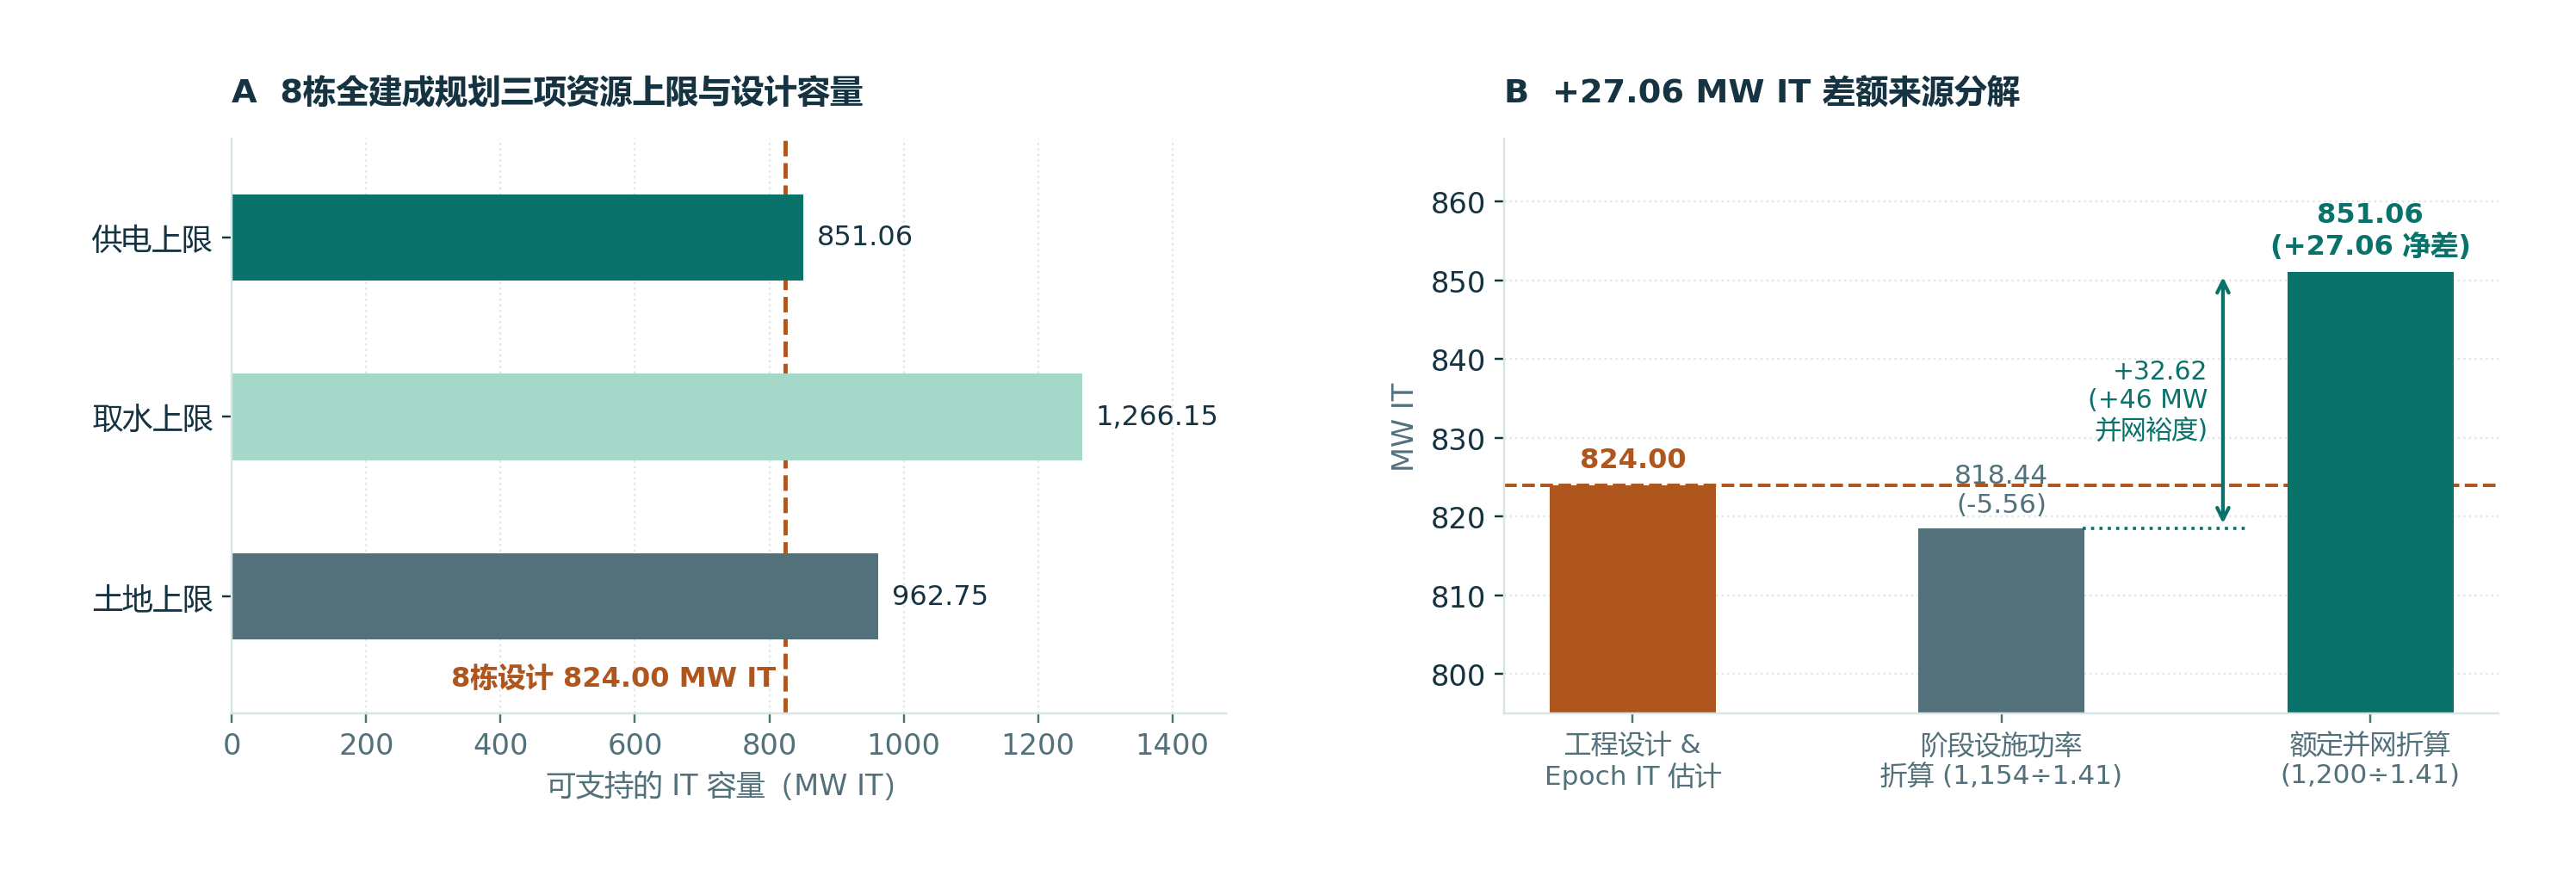 A 8栋全建成规划三项资源上限与设计容量
供电上限
851.06
取水上限
1,266.15
土地上限
962.75
8栋设计 824.00 MW IT
0 200 400 600 800 1000 1200 1400
可支持的 IT 容量（MW IT）
B +27.06 MW IT 差额来源分解
MW IT
860
850
840
830
820
810
800
824.00
818.44
(-5.56)
+32.62
(+46 MW
并网裕度)
851.06
(+27.06 净差)
工程设计 &
Epoch IT 估计
阶段设施功率
折算 (1,154÷1.41)
额定并网折算
(1,200÷1.41)